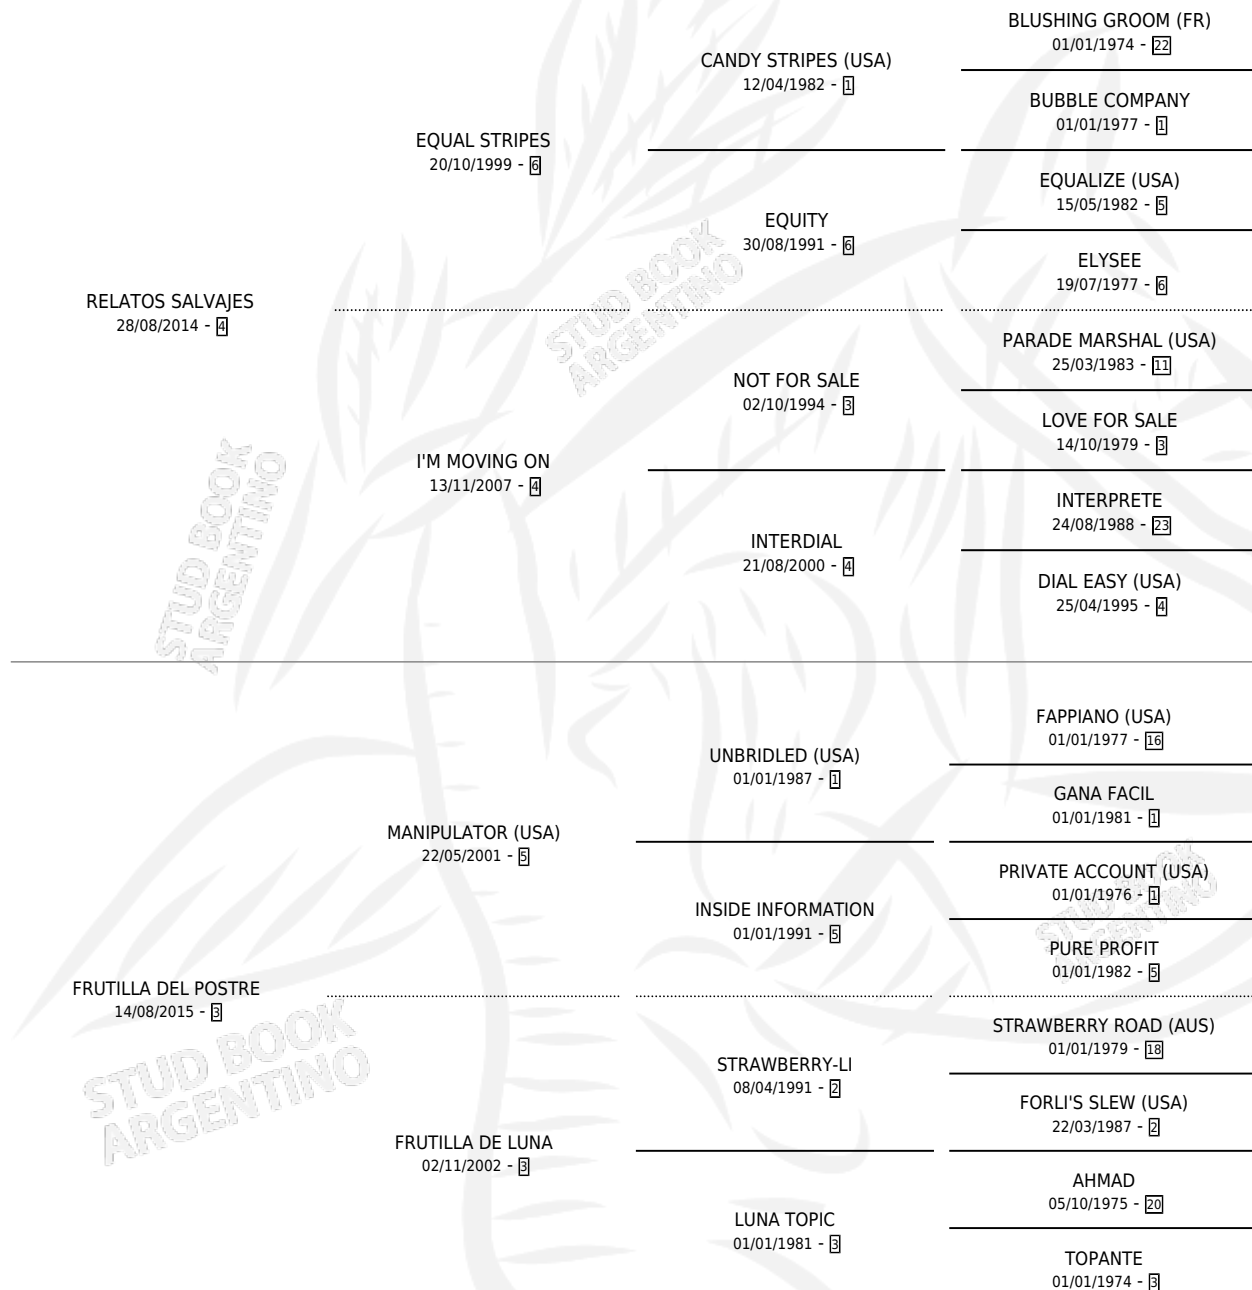 BLUSHING GROOM (FR)
01/01/1974 - 22
CANDY STRIPES (USA)
12/04/1982 - 1
BUBBLE COMPANY
01/01/1977 - 1
EQUAL STRIPES
20/10/1999 - 6
EQUALIZE (USA)
15/05/1982 - 5
EQUITY
30/08/1991 - 6
ELYSEE
19/07/1977 - 6
RELATOS SALVAJES
28/08/2014 - 4
PARADE MARSHAL (USA)
25/03/1983 - 11
NOT FOR SALE
02/10/1994 - 3
LOVE FOR SALE
14/10/1979 - 3
I'M MOVING ON
13/11/2007 - 4
INTERPRETE
24/08/1988 - 23
INTERDIAL
21/08/2000 - 4
DIAL EASY (USA)
25/04/1995 - 4
STUD BOOK
ARGENTINO
STUD BOOK
ARGENTINO
FAPPIANO (USA)
01/01/1977 - 16
UNBRIDLED (USA)
01/01/1987 - 1
GANA FACIL
01/01/1981 - 1
MANIPULATOR (USA)
22/05/2001 - 5
PRIVATE ACCOUNT (USA)
01/01/1976 - 1
INSIDE INFORMATION
01/01/1991 - 5
PURE PROFIT
01/01/1982 - 5
FRUTILLA DEL POSTRE
14/08/2015 - 3
STRAWBERRY ROAD (AUS)
01/01/1979 - 18
STRAWBERRY-LI
08/04/1991 - 2
FORLI'S SLEW (USA)
22/03/1987 - 2
FRUTILLA DE LUNA
02/11/2002 - 3
AHMAD
05/10/1975 - 20
LUNA TOPIC
01/01/1981 - 3
TOPANTE
01/01/1974 - 3
STUD BOOK
ARGENTINO
STUD BOOK
ARGENTINO